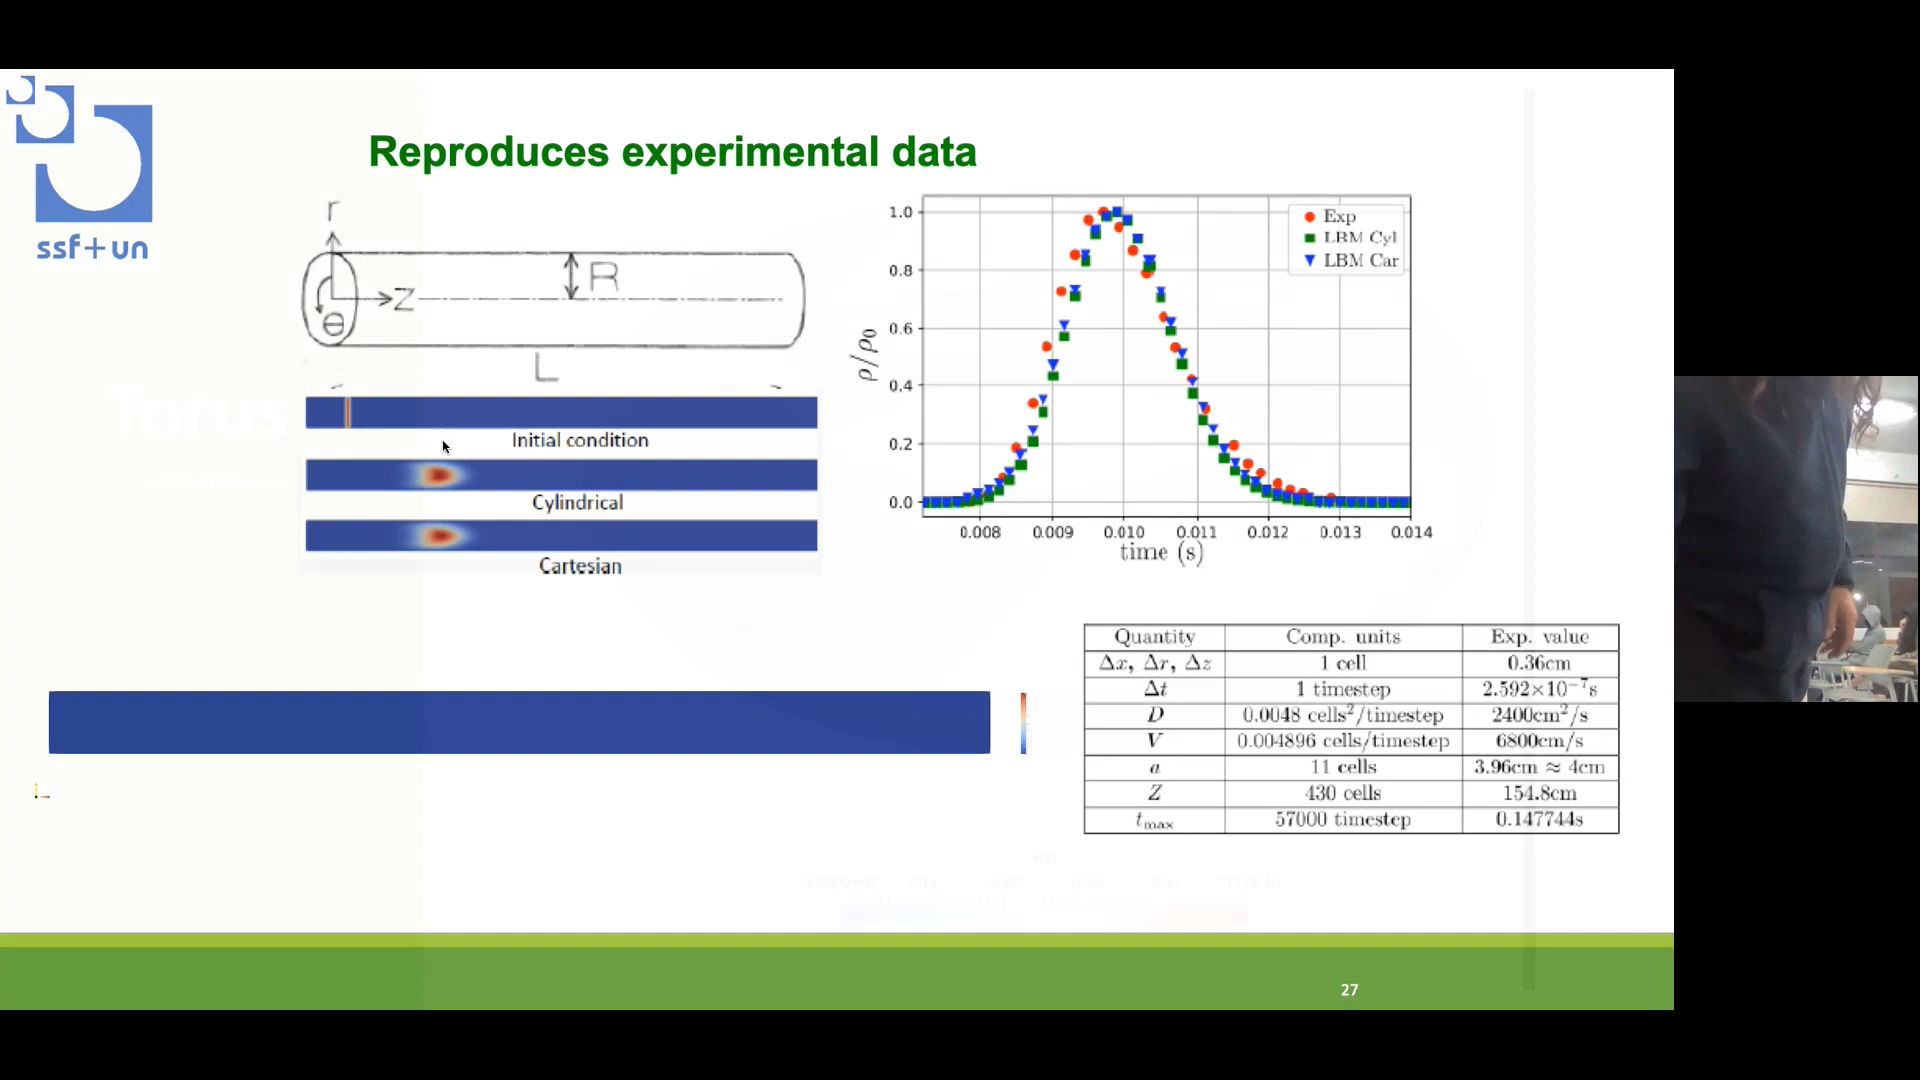 ssf+un
Reproduces experimental data
r
R
Z
θ
L
Initial condition
Cylindrical
Cartesian
ρ/ρ₀
1.0
0.8
0.6
0.4
0.2
0.0
Exp
LBM Cyl
LBM Car
0.008 0.009 0.010 0.011 0.012 0.013 0.014
time (s)
Quantity Comp. units Exp. value
Δx, Δr, Δz 1 cell 0.36cm
Δt 1 timestep 2.592×10⁻⁷s
D 0.0048 cells²/timestep 2400cm²/s
V 0.004896 cells/timestep 6800cm/s
a 11 cells 3.96cm ≈ 4cm
Z 430 cells 154.8cm
tmax 57000 timestep 0.147744s
Torus
27